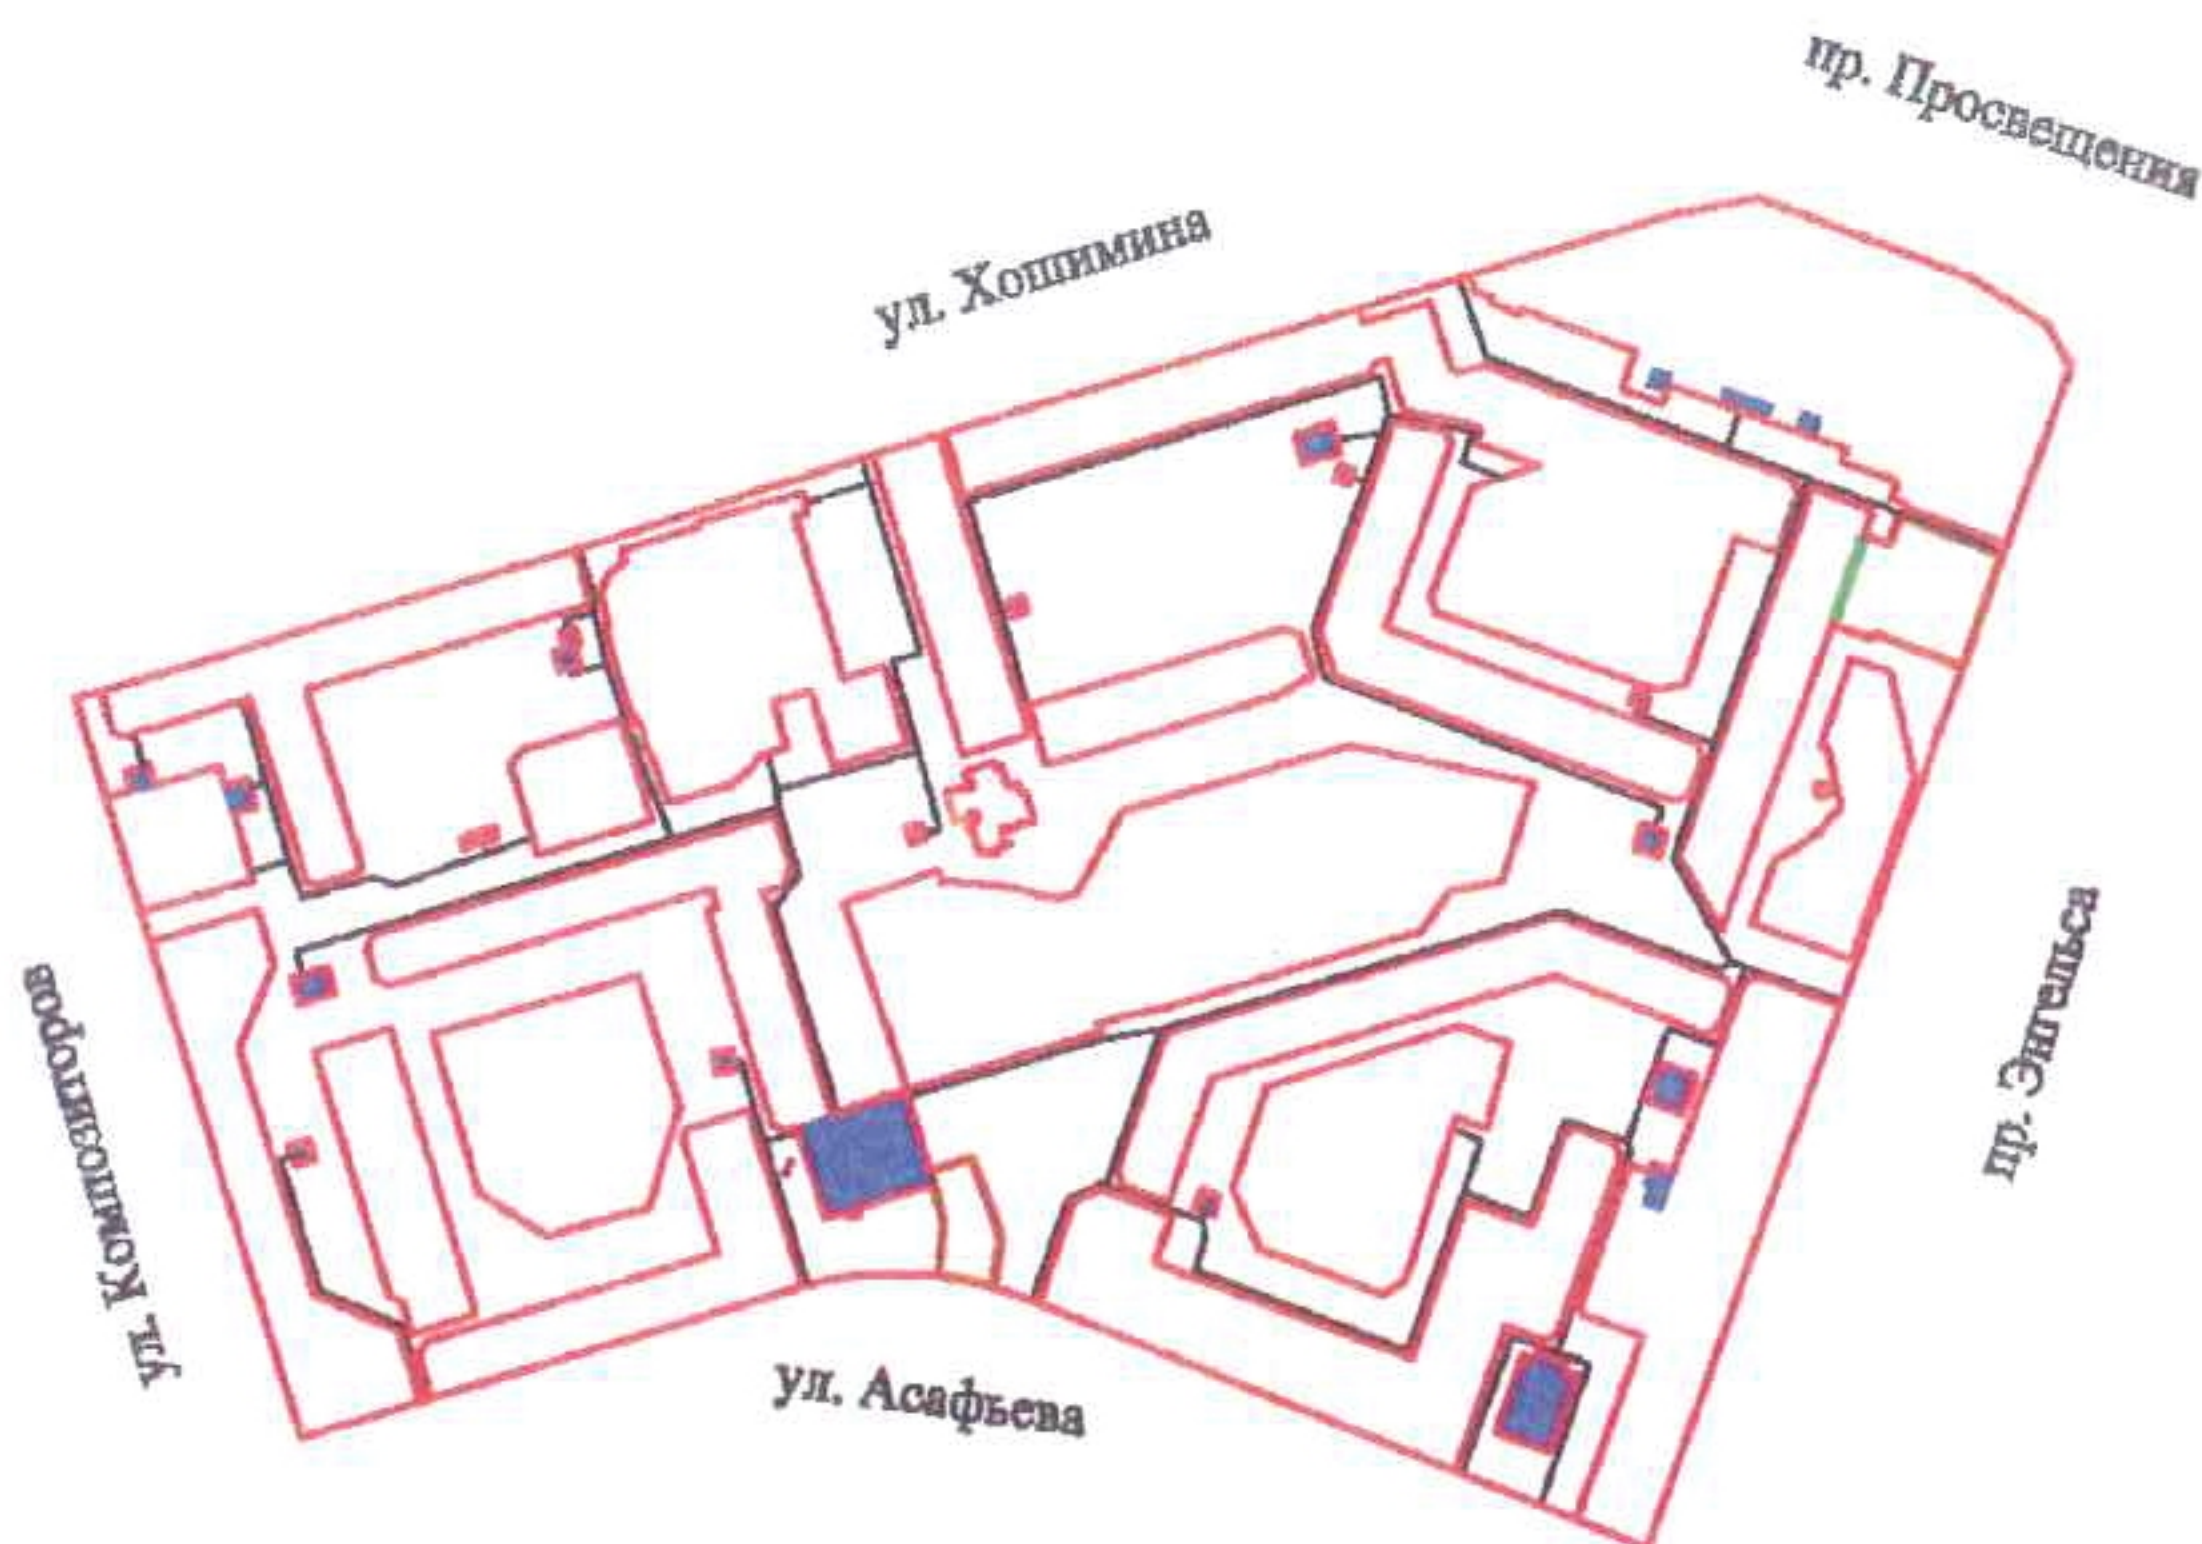 пр. Просвещения
ул. Хошимина
ул. Композиторов
пр. Энгельса
ул. Асафьева